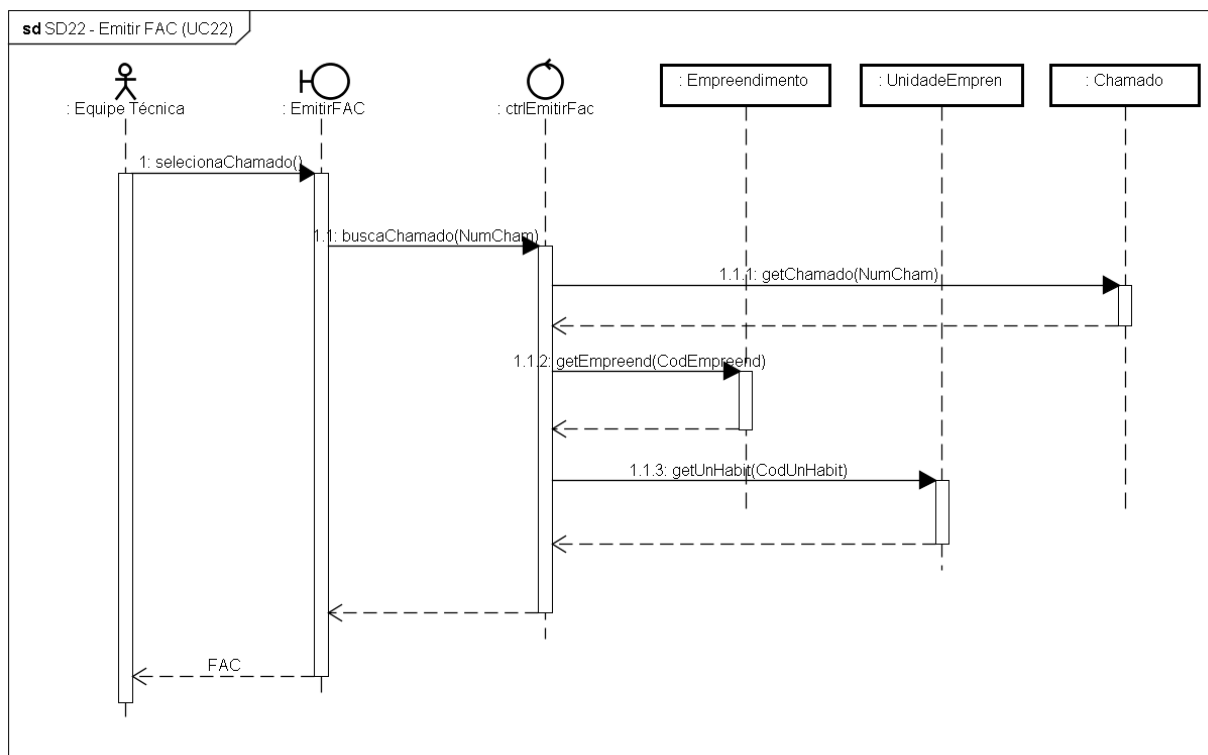 sd SD22 - Emitir FAC (UC22)
: Equipe Técnica
: EmitirFAC
: ctrlEmitirFac
: Empreendimento
: UnidadeEmpren
: Chamado
1: selecionaChamado()
1.1: buscaChamado(NumCham)
1.1.1: getChamado(NumCham)
1.1.2: getEmpreend(CodEmpreend)
1.1.3: getUnHabit(CodUnHabit)
FAC